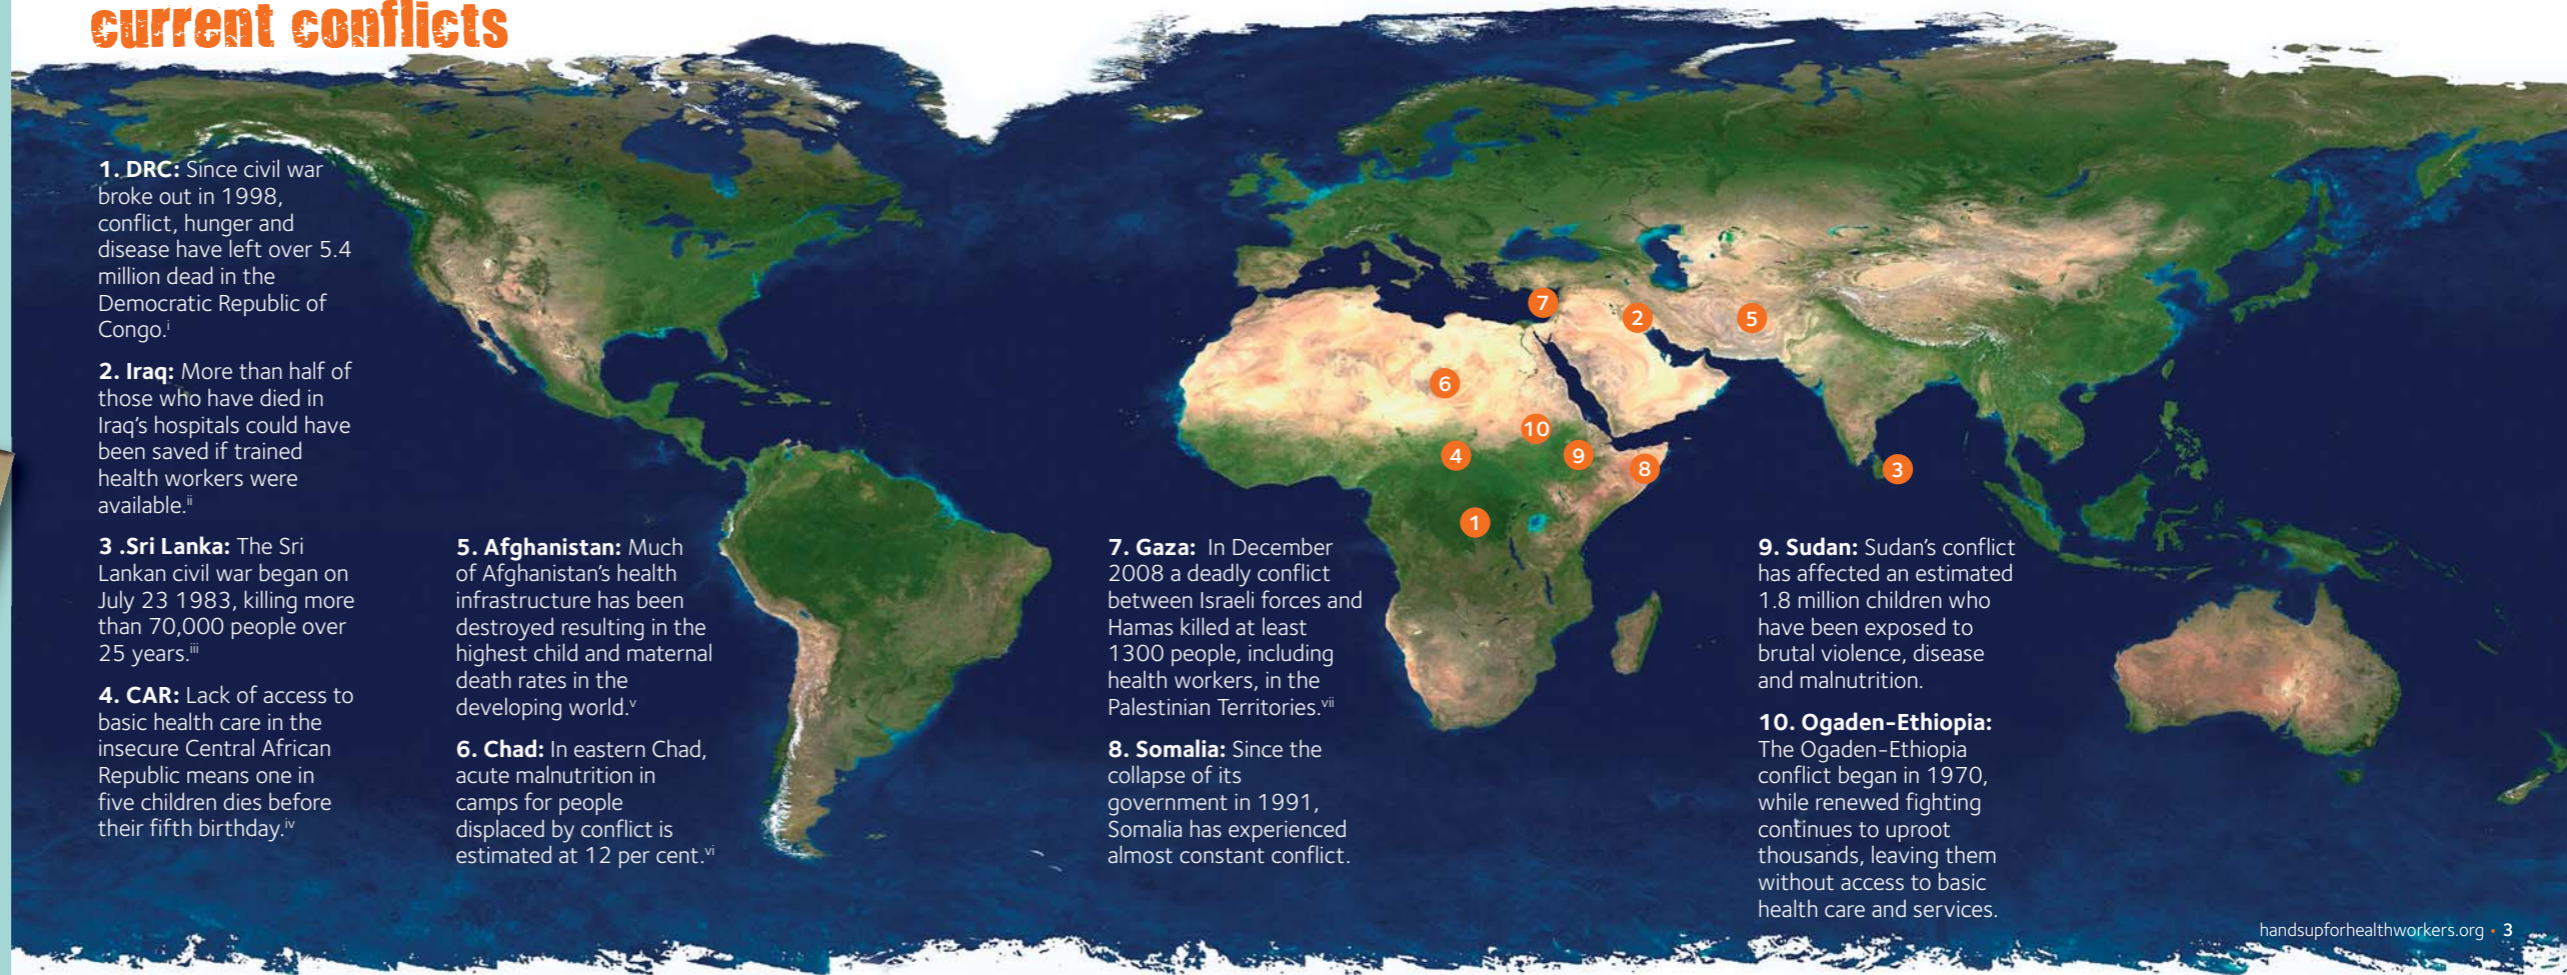 current conflicts
1. DRC: Since civil war
broke out in 1998,
conflict, hunger and
disease have left over 5.4
million dead in the
Democratic Republic of
Congo.i
2. Iraq: More than half of
those who have died in
Iraq's hospitals could have
been saved if trained
health workers were
available.ii
3 .Sri Lanka: The Sri
Lankan civil war began on
July 23 1983, killing more
than 70,000 people over
25 years.iii
4. CAR: Lack of access to
basic health care in the
insecure Central African
Republic means one in
five children dies before
their fifth birthday.iv
5. Afghanistan: Much
of Afghanistan's health
infrastructure has been
destroyed resulting in the
highest child and maternal
death rates in the
developing world.v
6. Chad: In eastern Chad,
acute malnutrition in
camps for people
displaced by conflict is
estimated at 12 per cent.vi
7. Gaza: In December
2008 a deadly conflict
between Israeli forces and
Hamas killed at least
1300 people, including
health workers, in the
Palestinian Territories.vii
8. Somalia: Since the
collapse of its
government in 1991,
Somalia has experienced
almost constant conflict.
9. Sudan: Sudan's conflict
has affected an estimated
1.8 million children who
have been exposed to
brutal violence, disease
and malnutrition.
10. Ogaden-Ethiopia:
The Ogaden-Ethiopia
conflict began in 1970,
while renewed fighting
continues to uproot
thousands, leaving them
without access to basic
health care and services.
7
2
5
6
10
4
9
8
3
1
handsupforhealthworkers.org • 3